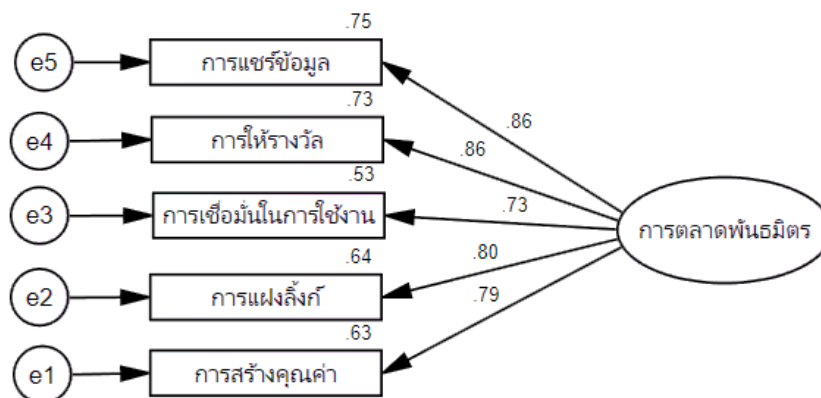 .75
e5
การแชร์ข้อมูล
.86
.73
e4
การให้รางวัล
.86
.53
e3
การเชื่อมั่นในการใช้งาน
.73
การตลาดพันธมิตร
.64
e2
การแฝงลิ้งก์
.80
.79
.63
e1
การสร้างคุณค่า